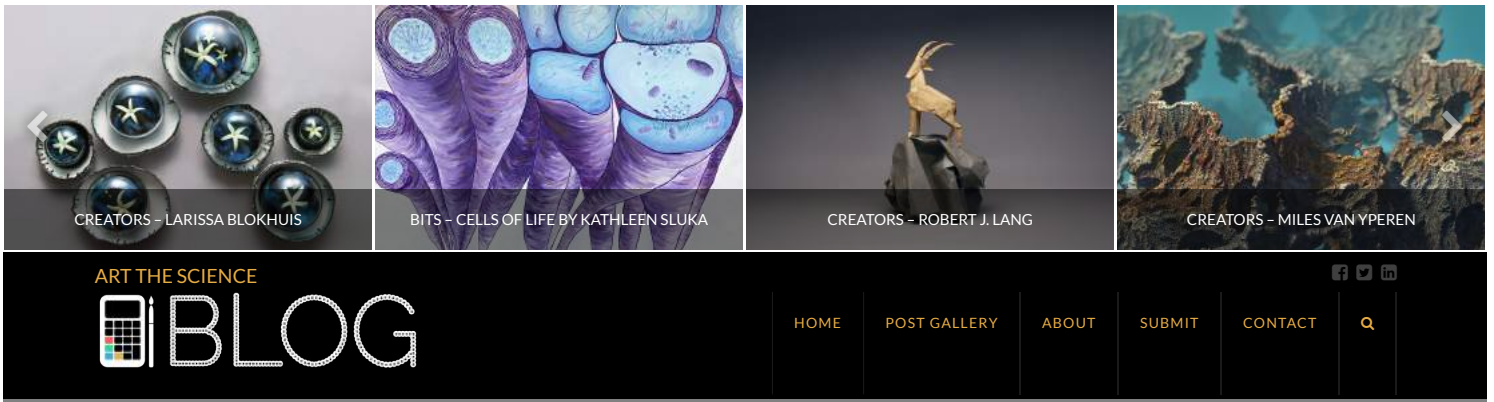 CREATORS – LARISSA BLOKHUIS
BITS – CELLS OF LIFE BY KATHLEEN SLUKA
CREATORS – ROBERT J. LANG
CREATORS – MILES VAN YPEREN
ART THE SCIENCE
BLOG
HOME
POST GALLERY
ABOUT
SUBMIT
CONTACT